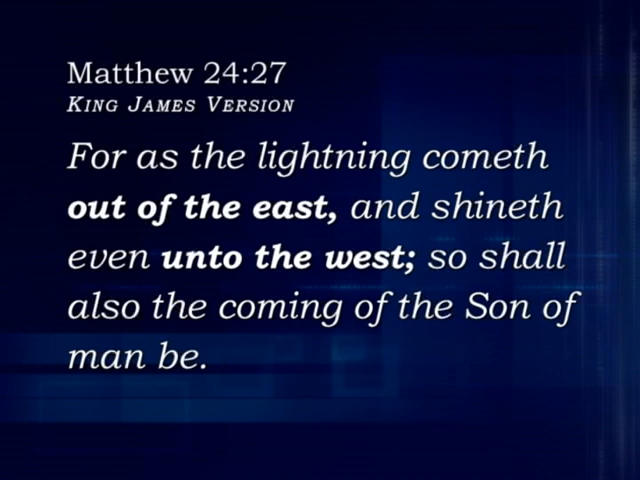 Matthew 24:27
King James Version
For as the lightning cometh
out of the east, and shineth
even unto the west; so shall
also the coming of the Son of
man be.